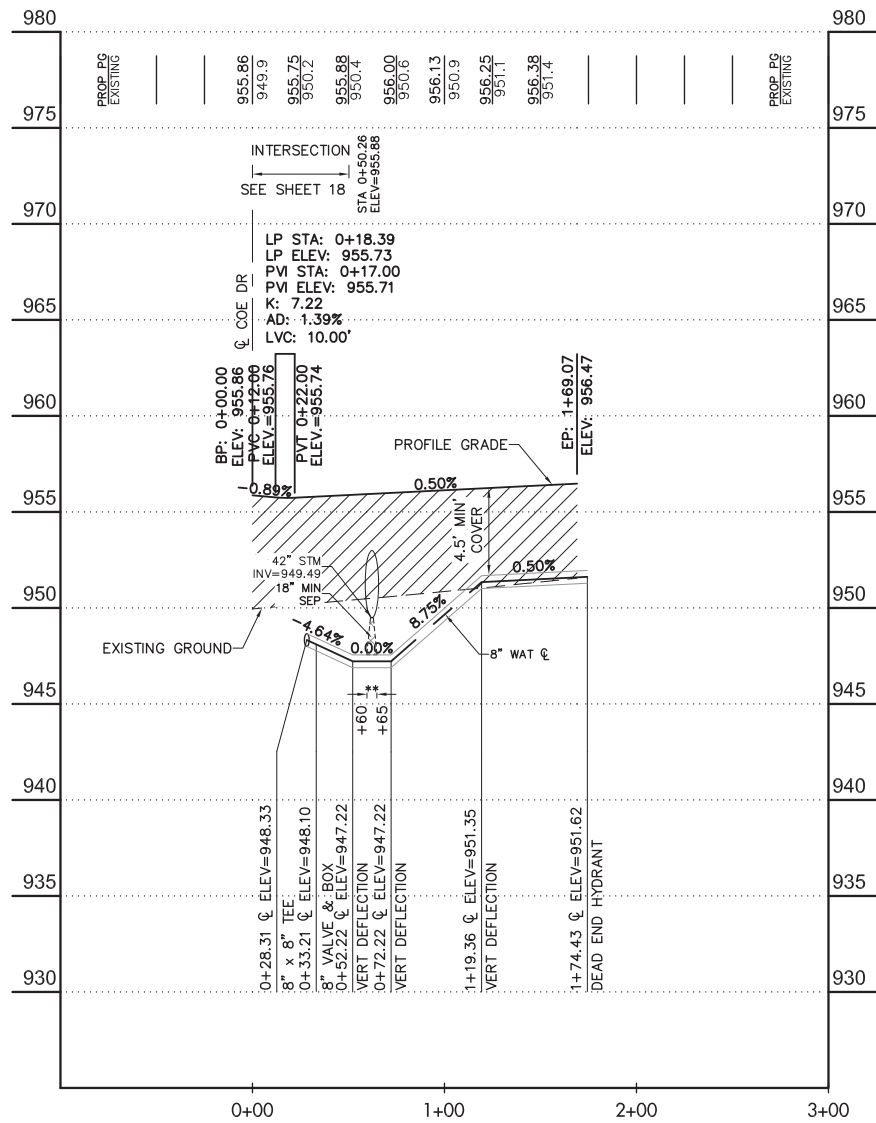 980
980
PROP PG
EXISTING
955.86
949.9
955.75
950.2
955.88
950.4
956.00
950.6
956.13
950.9
956.25
951.1
956.38
951.4
PROP PG
EXISTING
975
975
INTERSECTION
SEE SHEET 18
STA 0+50.26
ELEV=955.88
970
970
LP STA: 0+18.39
LP ELEV: 955.73
PVI STA: 0+17.00
PVI ELEV: 955.71
K: 7.22
AD: 1.39%
LVC: 10.00'
℄ COE DR
965
965
BP: 0+00.00
ELEV: 955.86
PVC 0+12.00
ELEV.=955.76
PVT 0+22.00
ELEV.=955.74
EP: 1+69.07
ELEV: 956.47
960
960
PROFILE GRADE
-0.89%
0.50%
955
955
4.5' MIN'
COVER
42" STM
INV=949.49
18" MIN
SEP
0.50%
950
950
-4.64%
0.00%
8.75%
EXISTING GROUND
8" WAT ℄
**
+60
+65
945
945
940
940
0+28.31 ℄ ELEV=948.33
8" x 8" TEE
0+33.21 ℄ ELEV=948.10
8" VALVE & BOX
0+52.22 ℄ ELEV=947.22
VERT DEFLECTION
0+72.22 ℄ ELEV=947.22
VERT DEFLECTION
1+19.36 ℄ ELEV=951.35
VERT DEFLECTION
1+74.43 ℄ ELEV=951.62
DEAD END HYDRANT
935
935
930
930
0+00
1+00
2+00
3+00